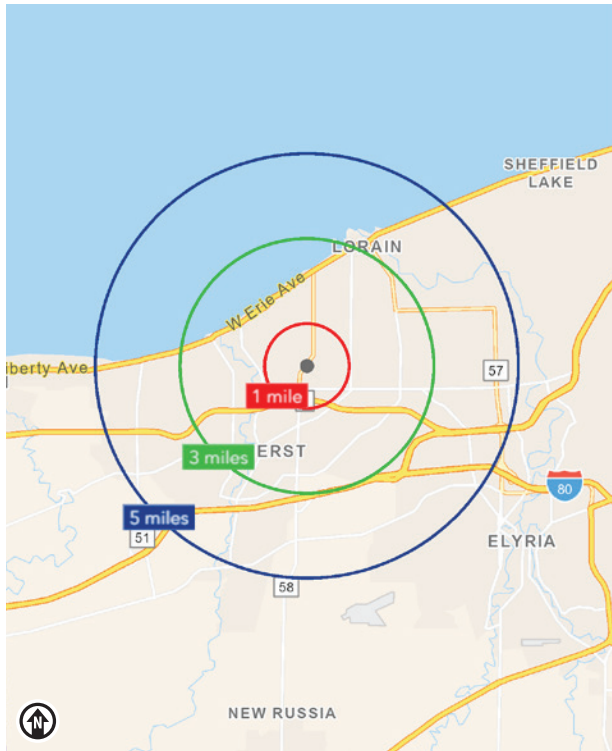 SHEFFIELD
LAKE
LORAIN
W Erie Ave
iberty Ave
57
1 mile
ERST
3 miles
80
5 miles
51
ELYRIA
58
NEW RUSSIA
N